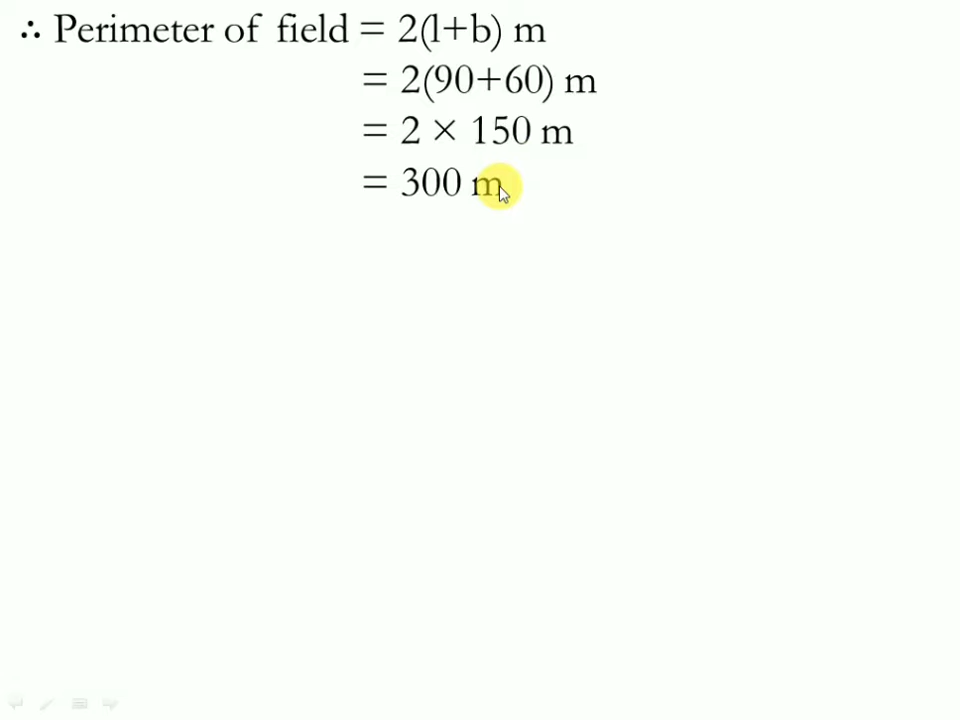 ∴ Perimeter of field = 2(l+b) m
= 2(90+60) m
= 2 × 150 m
= 300 m